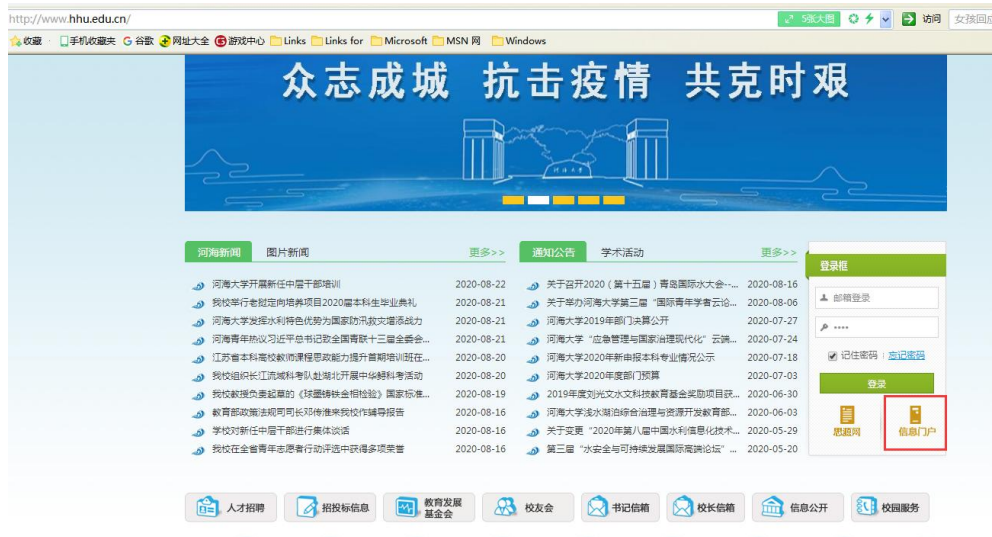 http://www.hhu.edu.cn/
5张大图
访问
收藏
手机收藏夹
谷歌
网址大全
游戏中心
Links
Links for
Microsoft
MSN 网
Windows
众志成城 抗击疫情 共克时艰
河海新闻 图片新闻 更多>>
河海大学开展新任中层干部培训 2020-08-22
我校举行老挝定向培养项目2020届本科生毕业典礼 2020-08-21
河海大学发挥水利特色优势为国家防汛救灾增添战力 2020-08-21
河海青年热议习近平总书记致全国青联十三届全委会... 2020-08-21
江苏省本科高校教师课程思政能力提升首期培训班在... 2020-08-20
我校组织长江流域科考队赴湖北开展中华鲟科考活动 2020-08-20
我校教授负责起草的《球墨铸铁金相检验》国家标准... 2020-08-19
教育部政策法规司司长邓传淮来我校作辅导报告 2020-08-16
学校对新任中层干部进行集体谈话 2020-08-16
我校在全省青年志愿者行动评选中获得多项荣誉 2020-08-16
通知公告 学术活动 更多>>
关于召开2020（第十五届）青岛国际水大会--... 2020-08-16
关于举办河海大学第三届“国际青年学者云论... 2020-08-06
河海大学2019年部门决算公开 2020-07-27
河海大学“应急管理与国家治理现代化”云端... 2020-07-24
河海大学2020年新申报本科专业情况公示 2020-07-18
河海大学2020年度部门预算 2020-07-03
2019年度刘光文水文科技教育基金奖励项目获... 2020-06-30
河海大学浅水湖泊综合治理与资源开发教育部... 2020-06-03
关于变更“2020年第八届中国水利信息化技术... 2020-05-29
第三届“水安全与可持续发展国际高端论坛”... 2020-05-20
登录框
邮箱登录
记住密码
忘记密码
登录
信息门户
人才招聘
招投标信息
教育发展
基金会
校友会
书记信箱
校长信箱
信息公开
校园服务